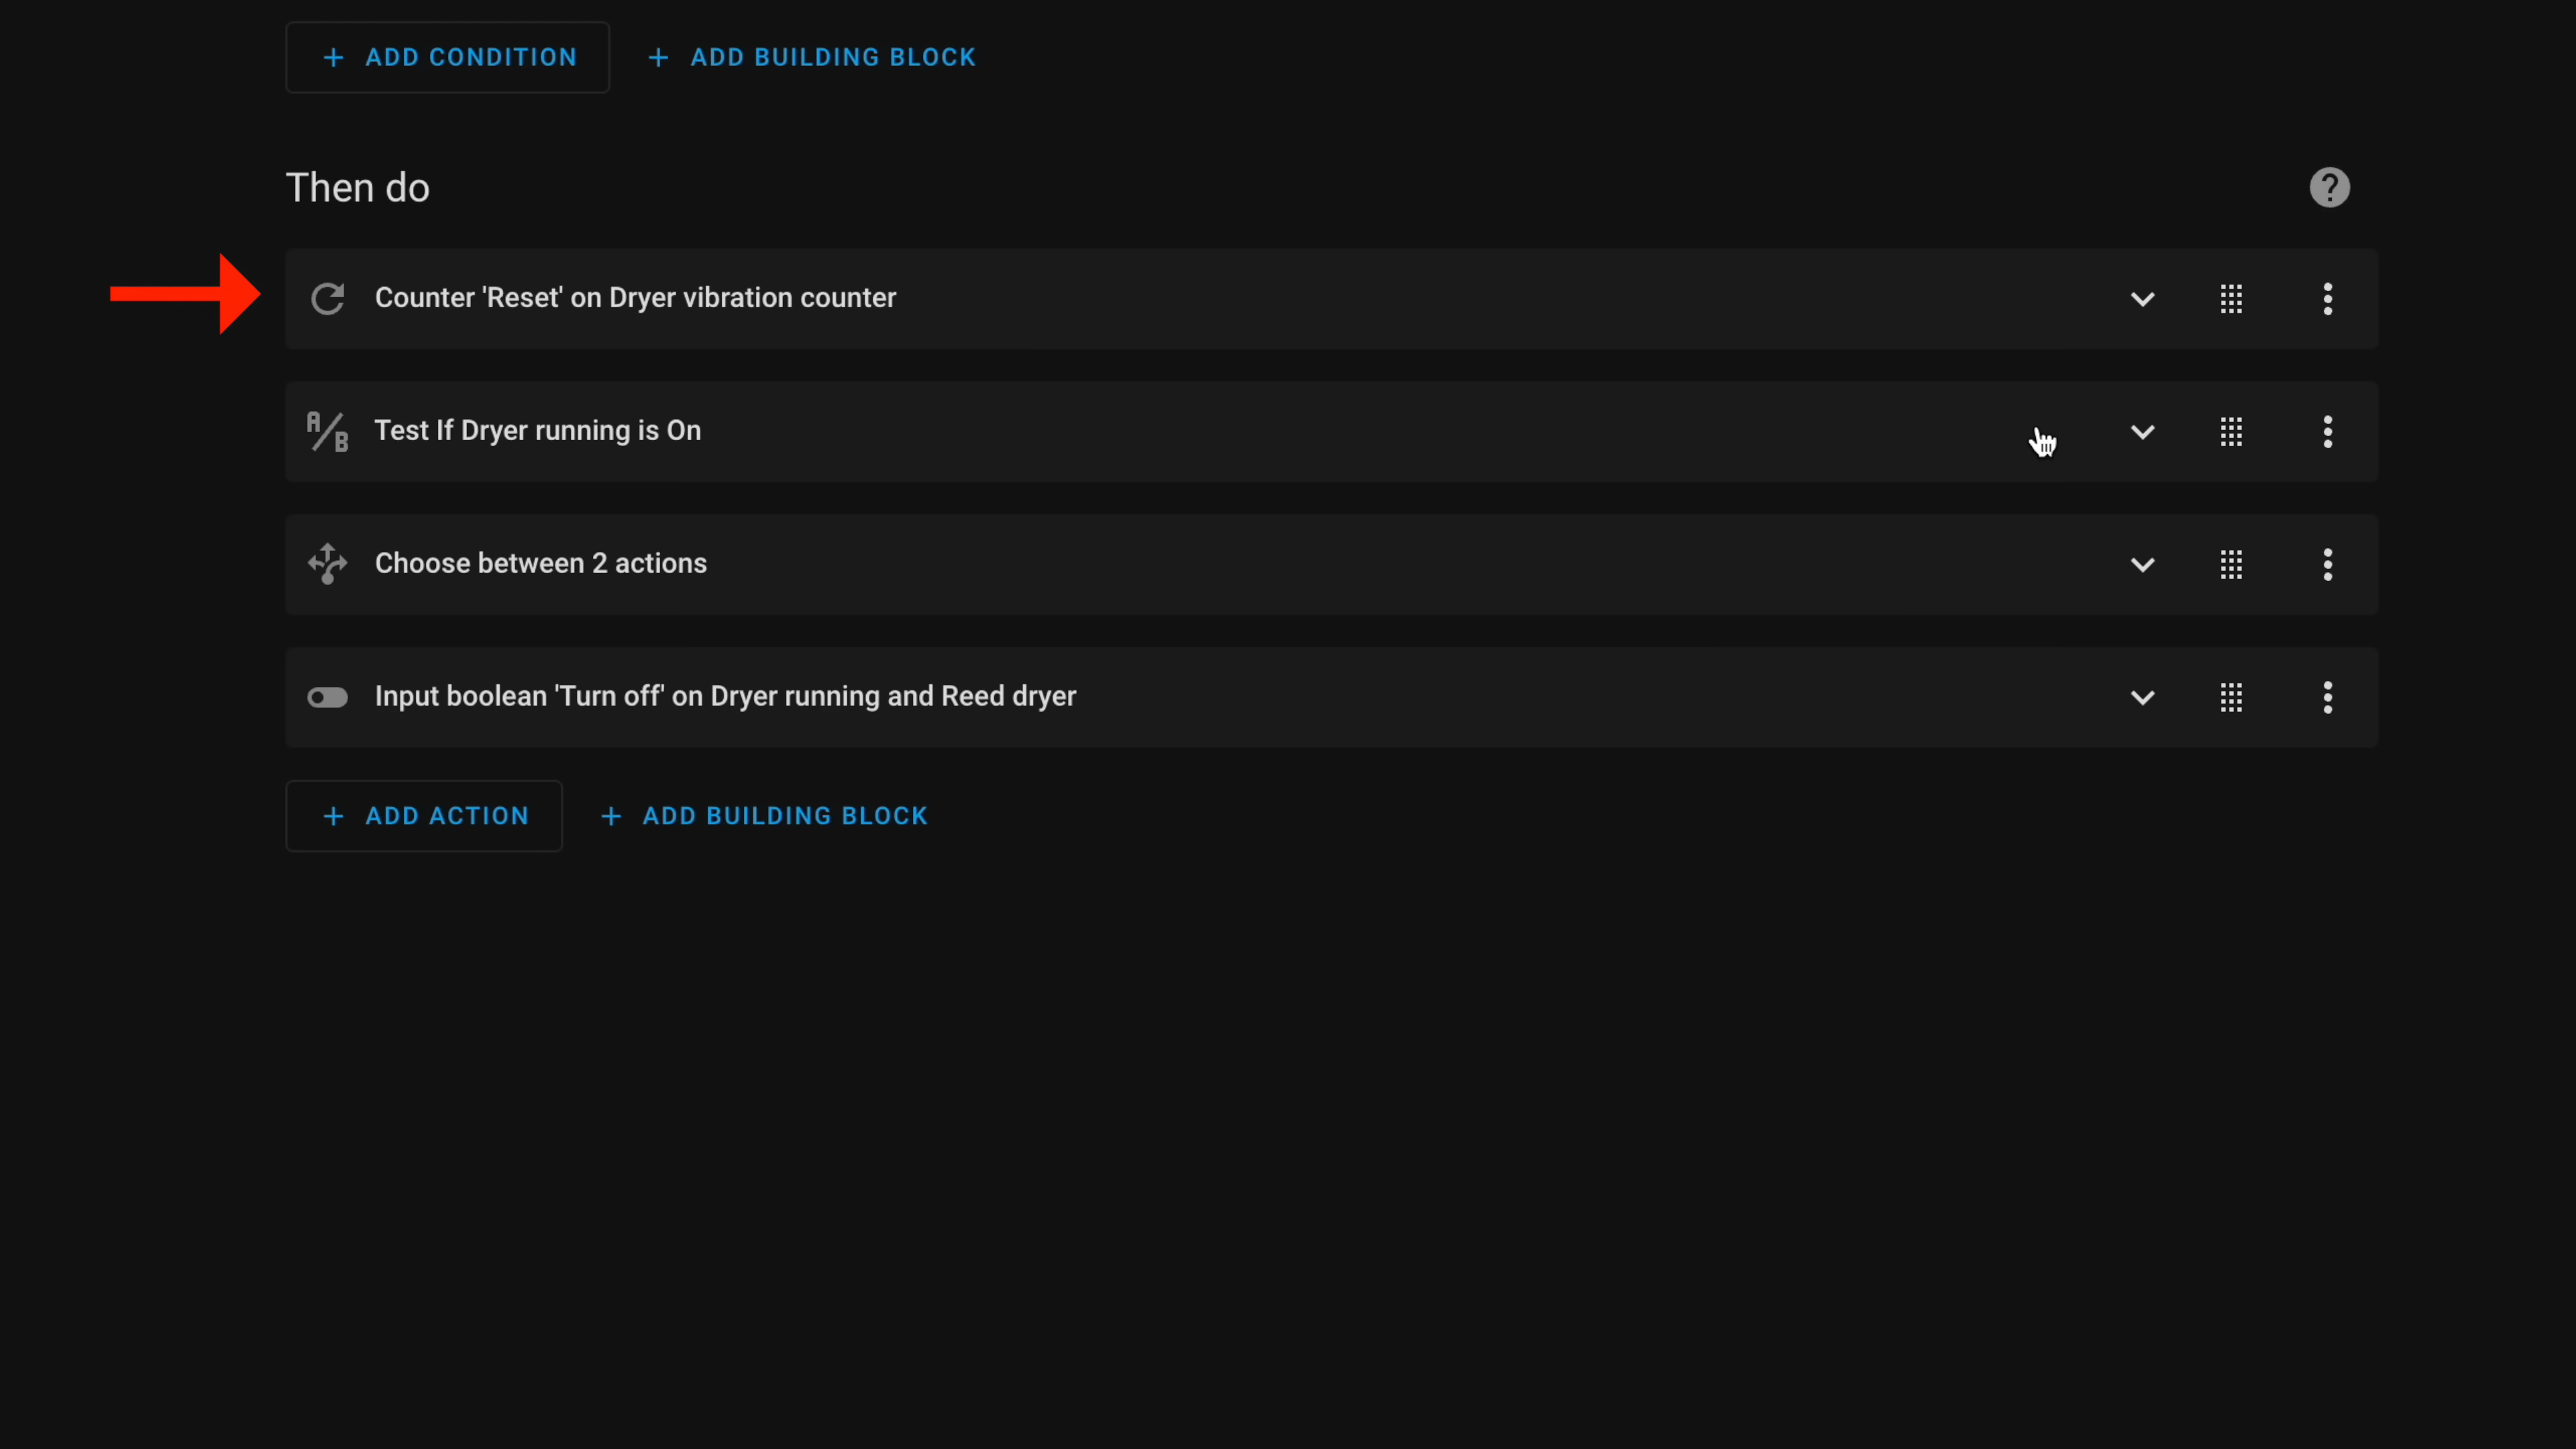 + ADD CONDITION + ADD BUILDING BLOCK
Then do
?
Counter 'Reset' on Dryer vibration counter
A/B Test If Dryer running is On
Choose between 2 actions
Input boolean 'Turn off' on Dryer running and Reed dryer
+ ADD ACTION + ADD BUILDING BLOCK